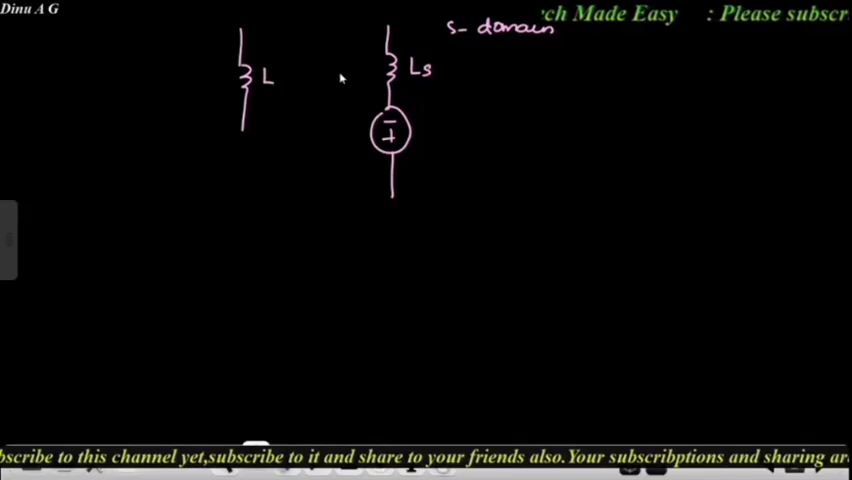 Dinu A G
ch Made Easy : Please subscr
s- domain
L
Ls
-
+
bscribe to this channel yet,subscribe to it and share to your friends also.Your subscribptions and sharing ar